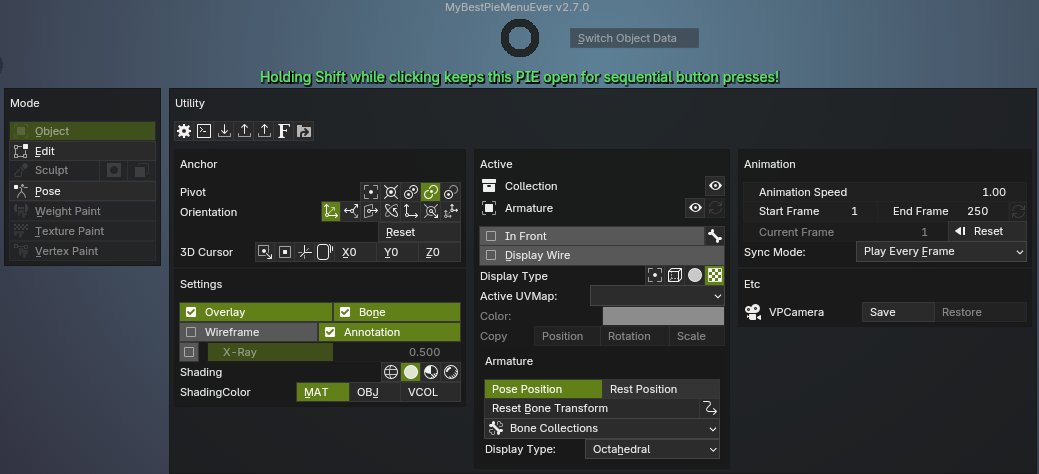 MyBestPieMenuEver v2.7.0
Switch Object Data
Holding Shift while clicking keeps this PIE open for sequential button presses!
Mode
Object
Edit
Sculpt
Pose
Weight Paint
Texture Paint
Vertex Paint
Utility
F
Anchor
Pivot
Orientation
Reset
3D Cursor X0 Y0 Z0
Settings
Overlay Bone
Wireframe Annotation
X-Ray 0.500
Shading
ShadingColor MAT OBJ VCOL
Active
Collection
Armature
In Front
Display Wire
Display Type
Active UVMap:
Color:
Copy Position Rotation Scale
Armature
Pose Position Rest Position
Reset Bone Transform
Bone Collections
Display Type: Octahedral
Animation
Animation Speed 1.00
Start Frame 1 End Frame 250
Current Frame 1 Reset
Sync Mode: Play Every Frame
Etc
VPCamera Save Restore